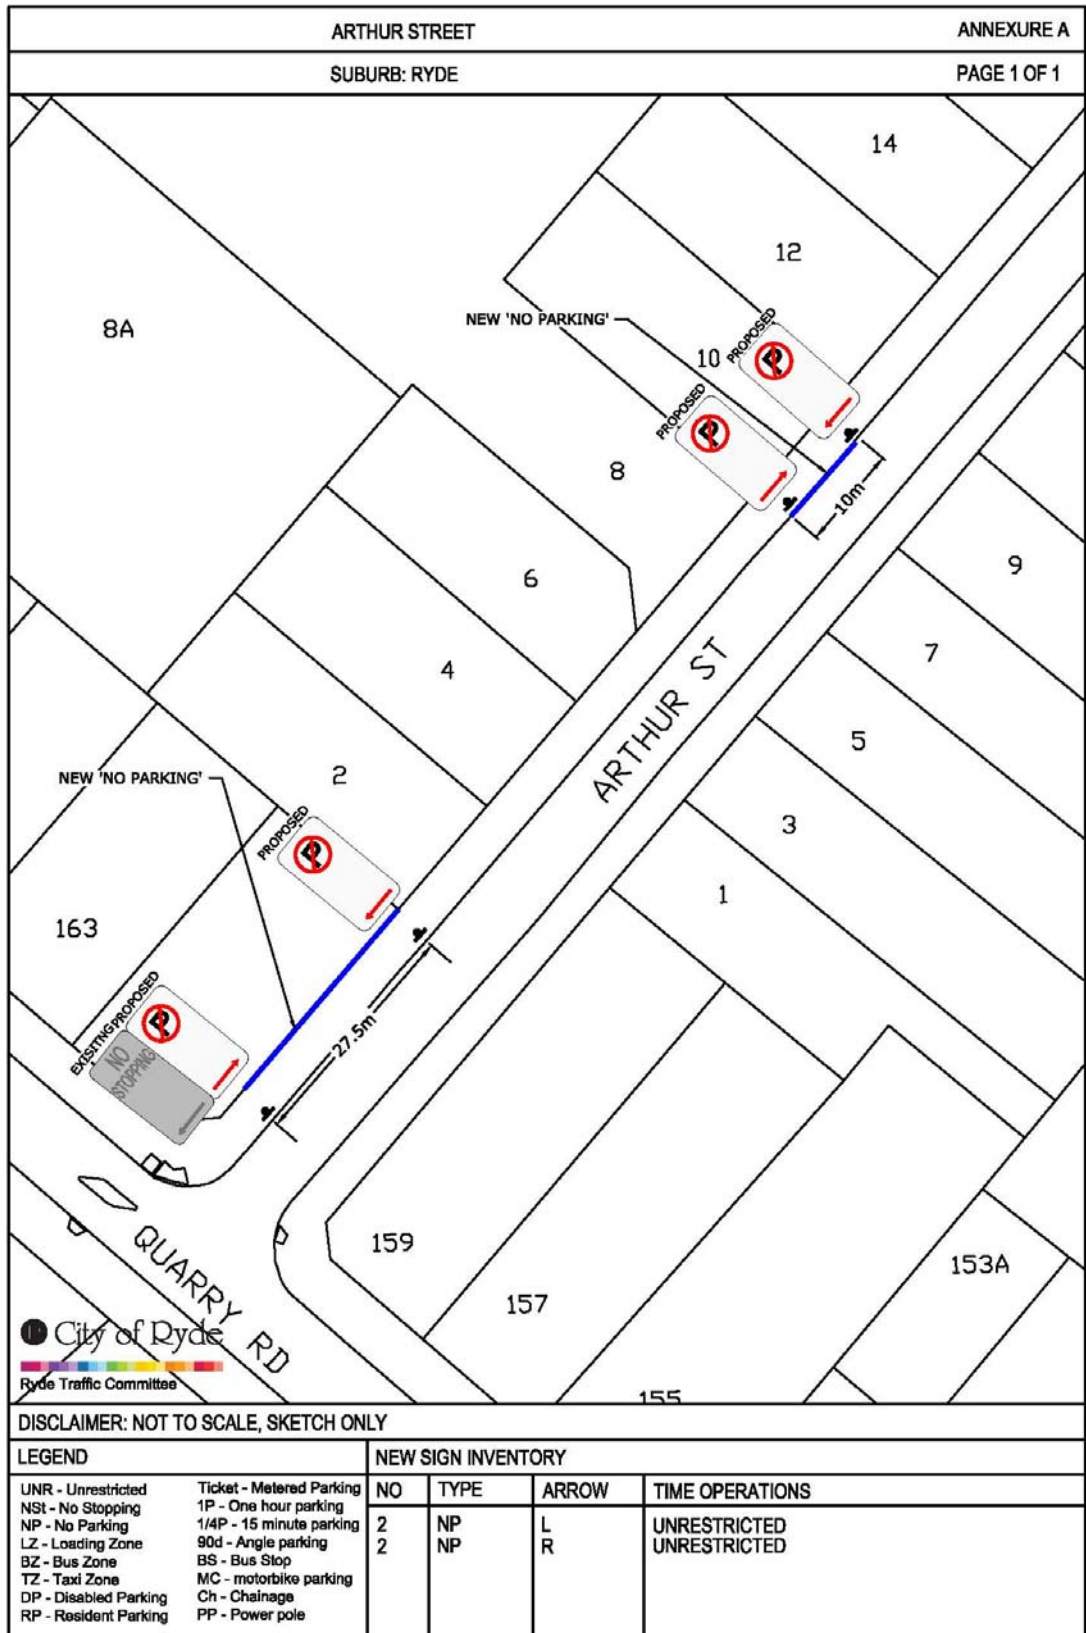 ARTHUR STREET ANNEXURE A
SUBURB: RYDE PAGE 1 OF 1
14
12
8A
NEW 'NO PARKING'
PROPOSED
P
10
PROPOSED
P
8
10m
9
6
7
4
ARTHUR ST
5
2
NEW 'NO PARKING'
3
PROPOSED
P
1
163
27.5m
PROPOSED
P
EXISITNG
NO
STOPPING
159
QUARRY RD
153A
157
155
City of Ryde
Ryde Traffic Committee
DISCLAIMER: NOT TO SCALE, SKETCH ONLY
LEGEND
UNR - Unrestricted
NSt - No Stopping
NP - No Parking
LZ - Loading Zone
BZ - Bus Zone
TZ - Taxi Zone
DP - Disabled Parking
RP - Resident Parking
Ticket - Metered Parking
1P - One hour parking
1/4P - 15 minute parking
90d - Angle parking
BS - Bus Stop
MC - motorbike parking
Ch - Chainage
PP - Power pole
NEW SIGN INVENTORY
NO TYPE ARROW TIME OPERATIONS
2 NP L UNRESTRICTED
2 NP R UNRESTRICTED